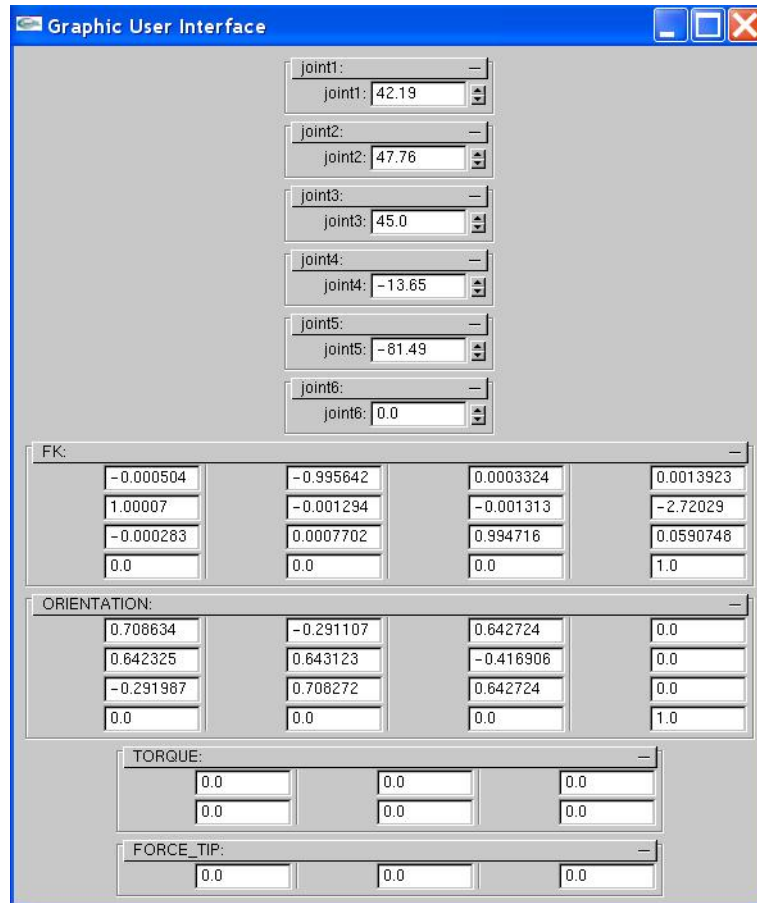 Graphic User Interface
joint1:
joint1: 42.19
joint2:
joint2: 47.76
joint3:
joint3: 45.0
joint4:
joint4: -13.65
joint5:
joint5: -81.49
joint6:
joint6: 0.0
FK:
-0.000504 -0.995642 0.0003324 0.0013923
1.00007 -0.001294 -0.001313 -2.72029
-0.000283 0.0007702 0.994716 0.0590748
0.0 0.0 0.0 1.0
ORIENTATION:
0.708634 -0.291107 0.642724 0.0
0.642325 0.643123 -0.416906 0.0
-0.291987 0.708272 0.642724 0.0
0.0 0.0 0.0 1.0
TORQUE:
0.0 0.0 0.0
0.0 0.0 0.0
FORCE_TIP:
0.0 0.0 0.0